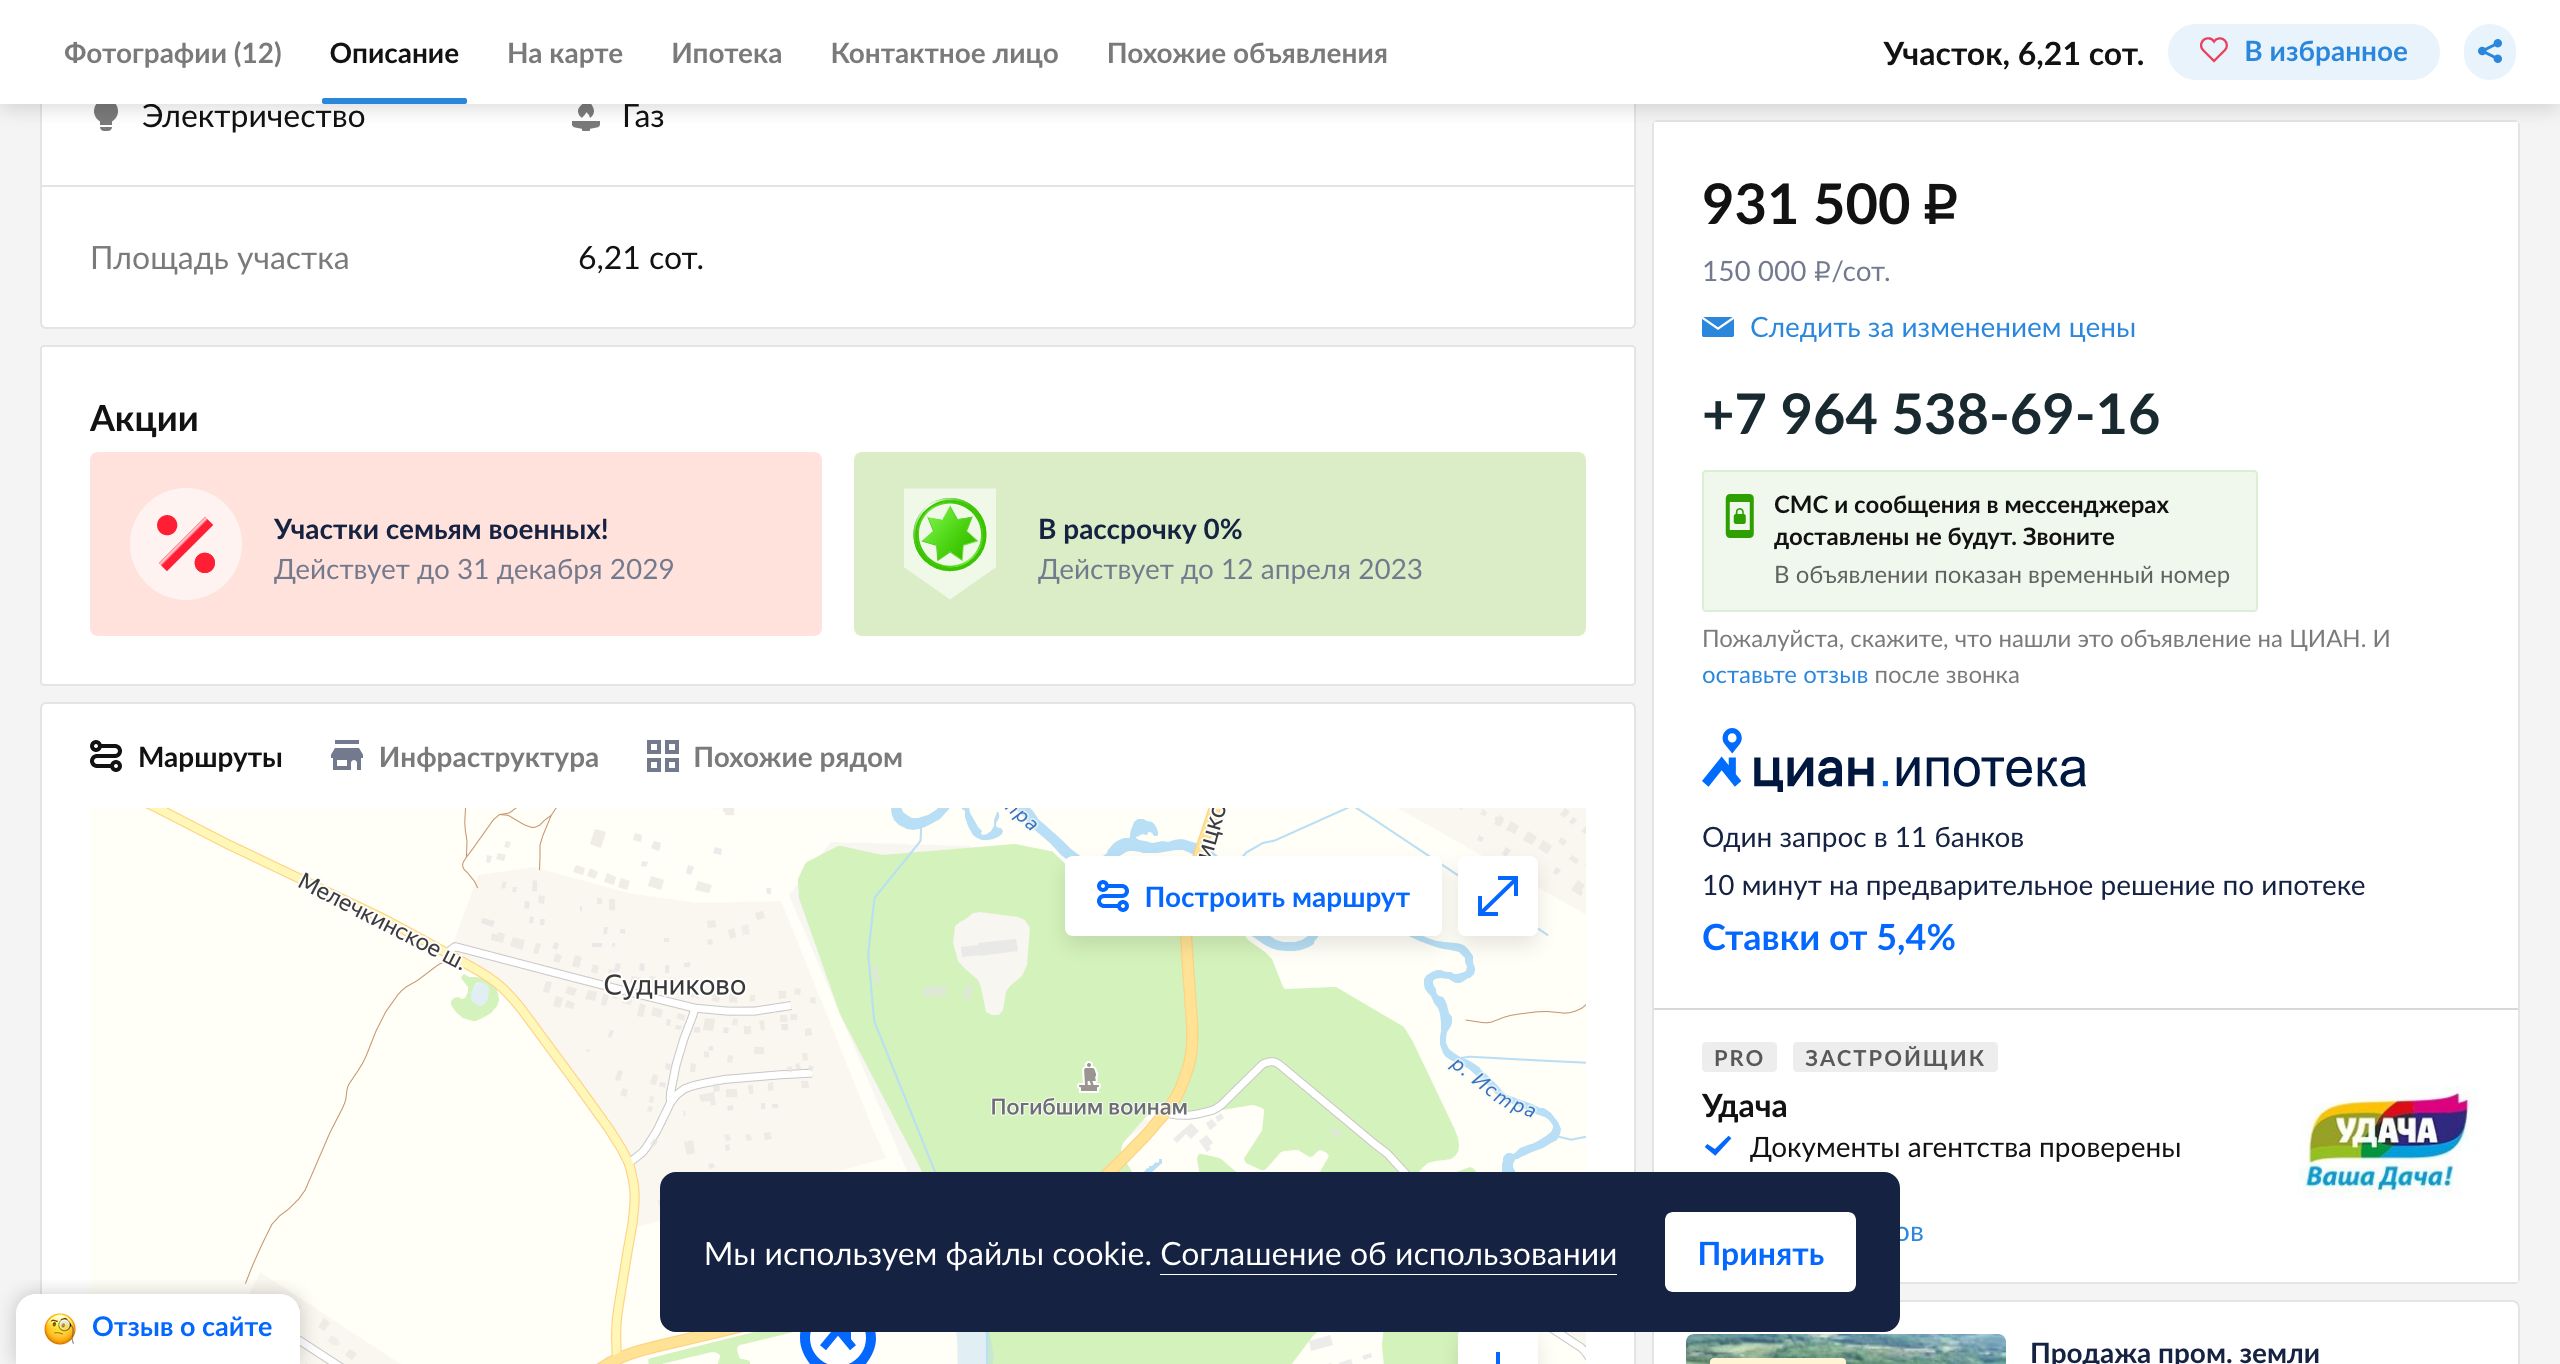 Фотографии (12)
Описание
На карте
Ипотека
Контактное лицо
Похожие объявления
Участок, 6,21 сот.
В избранное
Электричество
Газ
Площадь участка
6,21 сот.
Акции
Участки семьям военных!
Действует до 31 декабря 2029
В рассрочку 0%
Действует до 12 апреля 2023
Маршруты
Инфраструктура
Похожие рядом
Построить маршрут
Мелечкинское ш.
Судниково
Погибшим воинам
р. Истра
931 500 ₽
150 000 ₽/сот.
Следить за изменением цены
+7 964 538-69-16
СМС и сообщения в мессенджерах
доставлены не будут. Звоните
В объявлении показан временный номер
Пожалуйста, скажите, что нашли это объявление на ЦИАН. И
оставьте отзыв после звонка
циан.ипотека
Один запрос в 11 банков
10 минут на предварительное решение по ипотеке
Ставки от 5,4%
PRO
ЗАСТРОЙЩИК
Удача
Документы агентства проверены
УДАЧА
Ваша Дача!
Мы используем файлы cookie. Соглашение об использовании
Принять
Отзыв о сайте
Продажа пром. земли